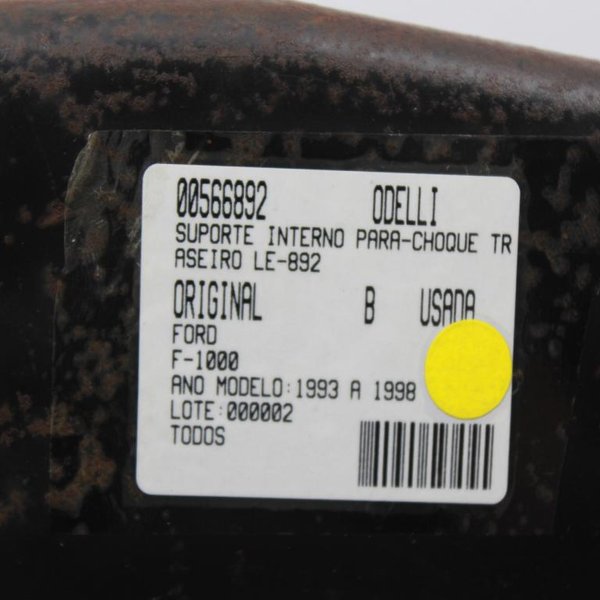 00566892 ODELLI
SUPORTE INTERNO PARA-CHOQUE TR
ASEIRO LE-892
ORIGINAL B USADA
FORD
F-1000
ANO MODELO:1993 A 1998
LOTE:000002
TODOS